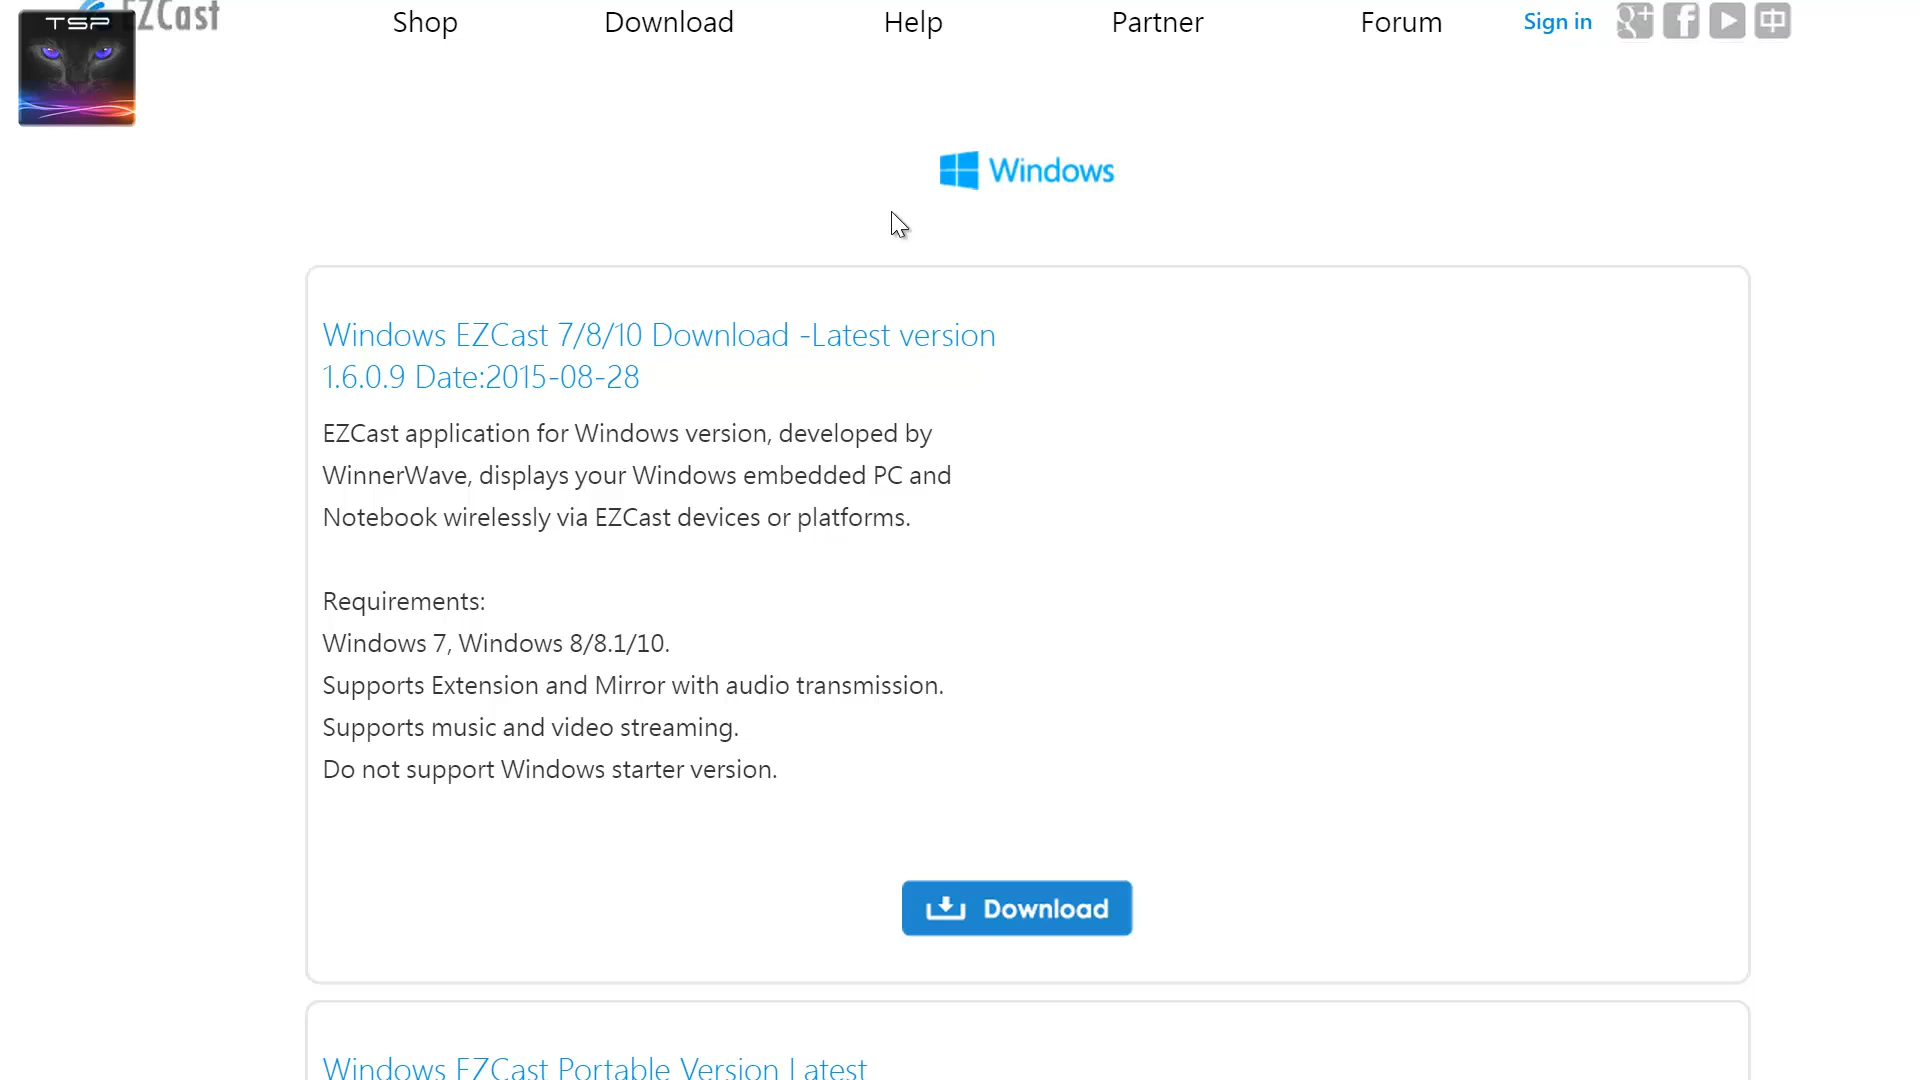 TSP
EZCast
Shop
Download
Help
Partner
Forum
Sign in
g+
f
中
Windows
Windows EZCast 7/8/10 Download -Latest version
1.6.0.9 Date:2015-08-28
EZCast application for Windows version, developed by
WinnerWave, displays your Windows embedded PC and
Notebook wirelessly via EZCast devices or platforms.
Requirements:
Windows 7, Windows 8/8.1/10.
Supports Extension and Mirror with audio transmission.
Supports music and video streaming.
Do not support Windows starter version.
Download
Windows EZCast Portable Version Latest